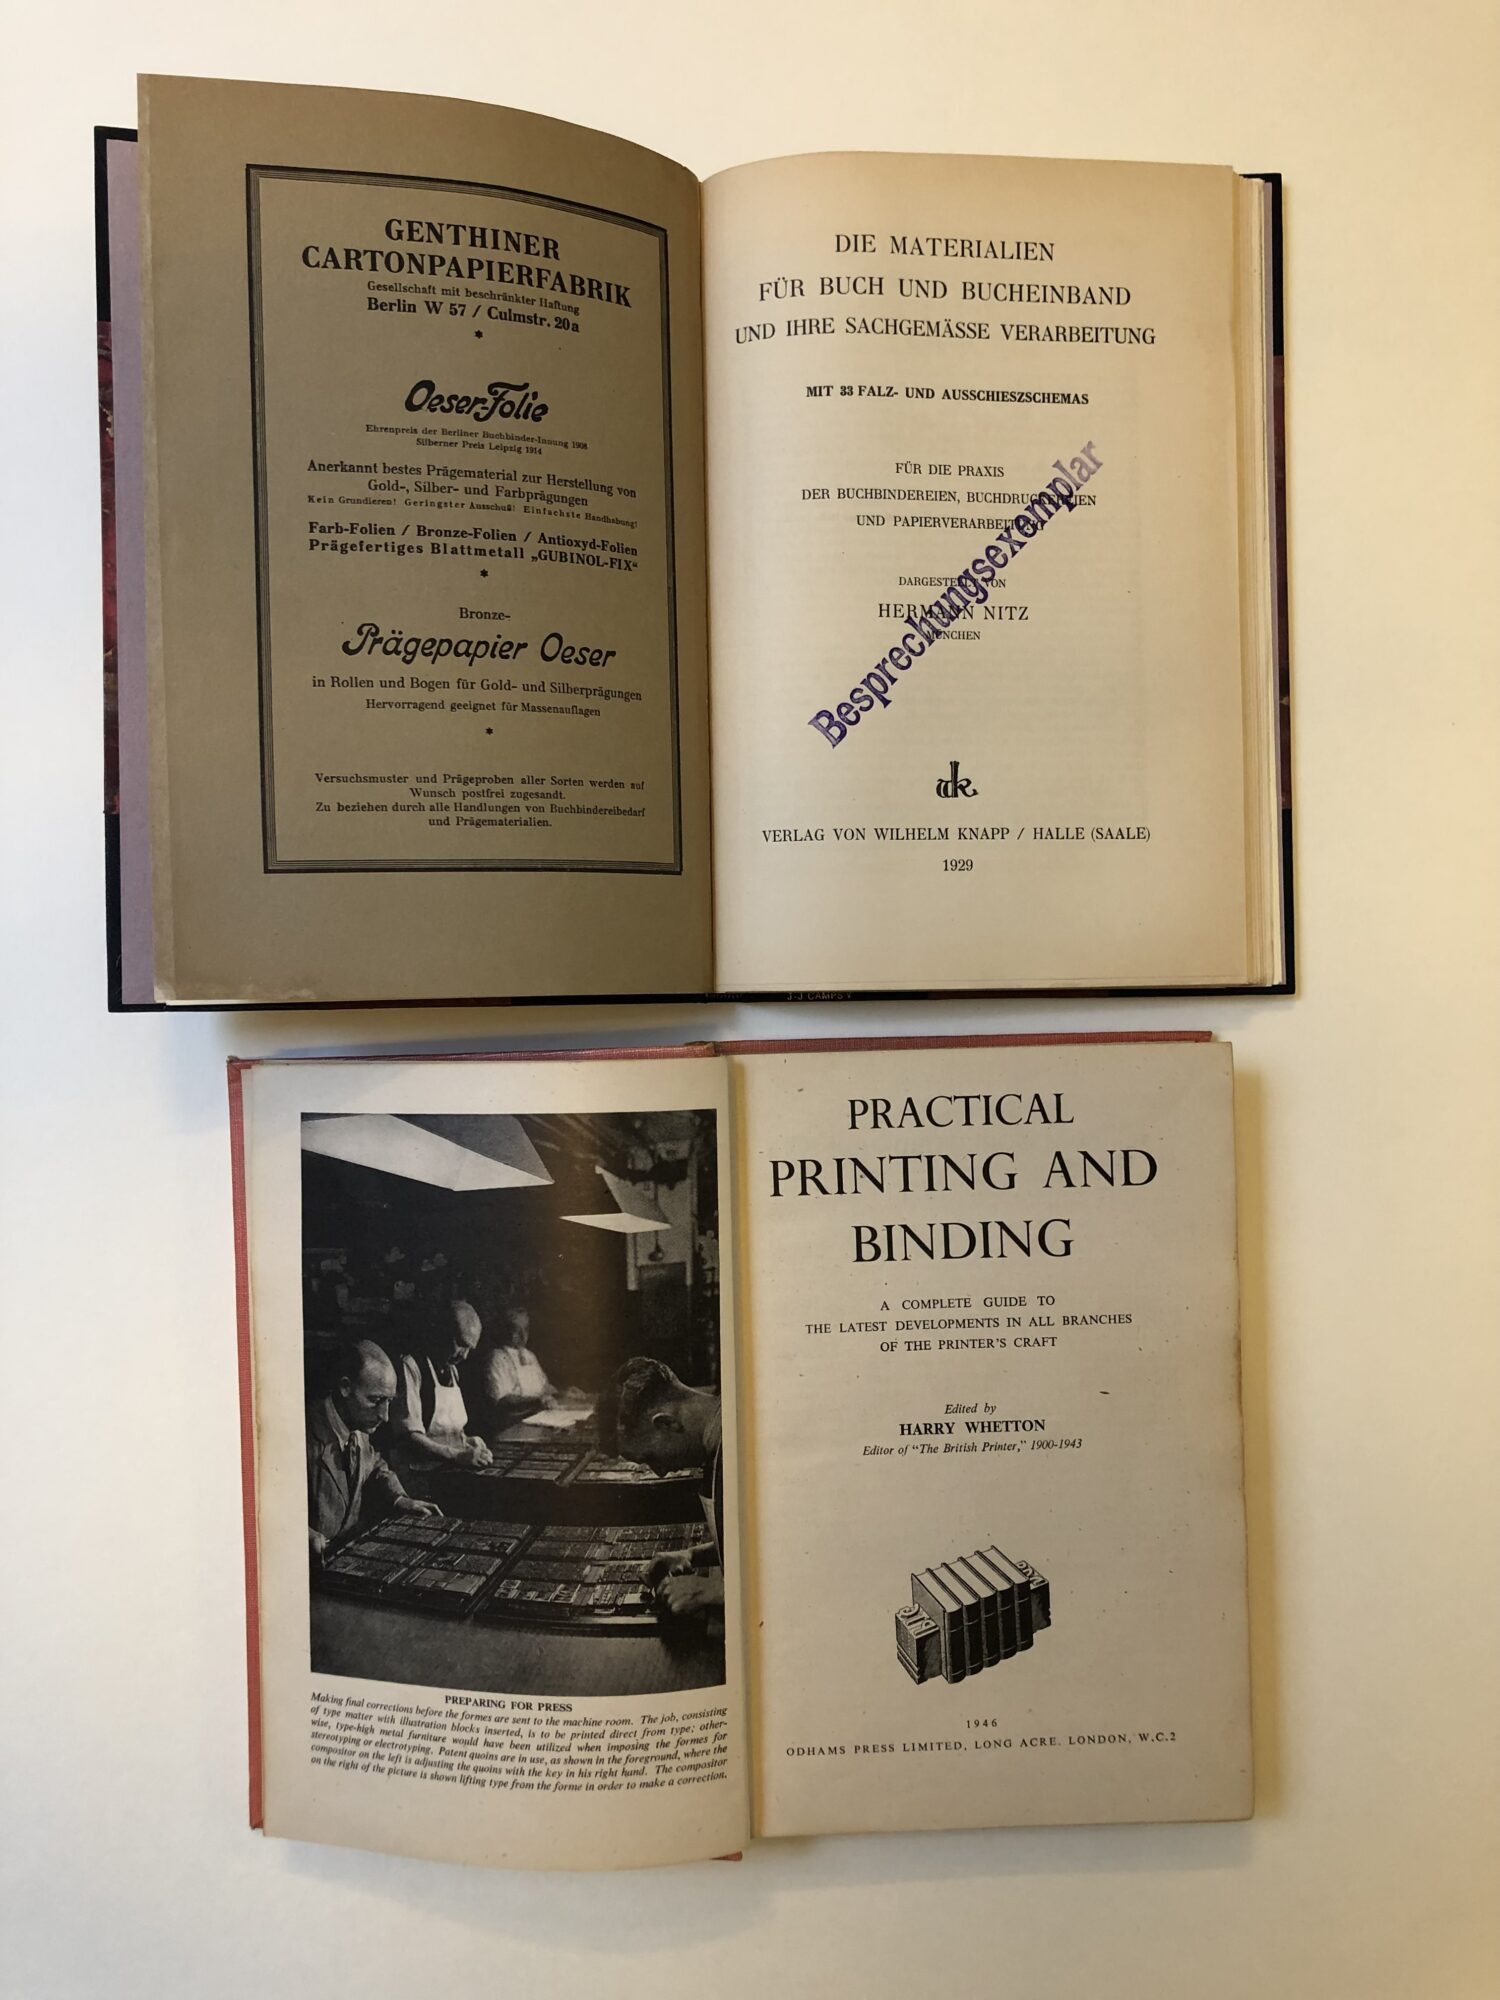 GENTHINER
CARTONPAPIERFABRIK
Gesellschaft mit beschränkter Haftung
Berlin W 57 / Culmstr. 20a
*
Oeser-Folie
Ehrenpreis der Berliner Buchbinder-Innung 1908
Silberner Preis Leipzig 1914
Anerkannt bestes Prägematerial zur Herstellung von
Gold-, Silber- und Farbprägungen
Kein Grundieren! Geringster Ausschuß! Einfachste Handhabung!
Farb-Folien / Bronze-Folien / Antioxyd-Folien
Prägefertiges Blattmetall „GUBINOL-FIX“
*
Bronze-
Prägepapier Oeser
in Rollen und Bogen für Gold- und Silberprägungen
Hervorragend geeignet für Massenauflagen
*
Versuchsmuster und Prägeproben aller Sorten werden auf
Wunsch postfrei zugesandt.
Zu beziehen durch alle Handlungen von Buchbindereibedarf
und Prägematerialien.
DIE MATERIALIEN
FÜR BUCH UND BUCHEINBAND
UND IHRE SACHGEMÄSSE VERARBEITUNG
MIT 33 FALZ- UND AUSSCHIESZSCHEMAS
FÜR DIE PRAXIS
DER BUCHBINDEREIEN, BUCHDRUCKEREIEN
UND PAPIERVERARBEITUNG
DARGESTELLT VON
HERMANN NITZ
MÜNCHEN
Besprechungsexemplar
VERLAG VON WILHELM KNAPP / HALLE (SAALE)
1929
J-J CAMPS
PREPARING FOR PRESS
Making final corrections before the formes are sent to the machine room. The job, consisting
of type matter with illustration blocks inserted, is to be printed direct from type; other-
wise, type-high metal furniture would have been utilized when imposing the formes for
stereotyping or electrotyping. Patent quoins are in use, as shown in the foreground, where the
compositor on the left is adjusting the quoins with the key in his right hand. The compositor
on the right of the picture is shown lifting type from the forme in order to make a correction.
PRACTICAL
PRINTING AND
BINDING
A COMPLETE GUIDE TO
THE LATEST DEVELOPMENTS IN ALL BRANCHES
OF THE PRINTER'S CRAFT
Edited by
HARRY WHETTON
Editor of “The British Printer,” 1900-1943
1946
ODHAMS PRESS LIMITED, LONG ACRE, LONDON, W.C.2